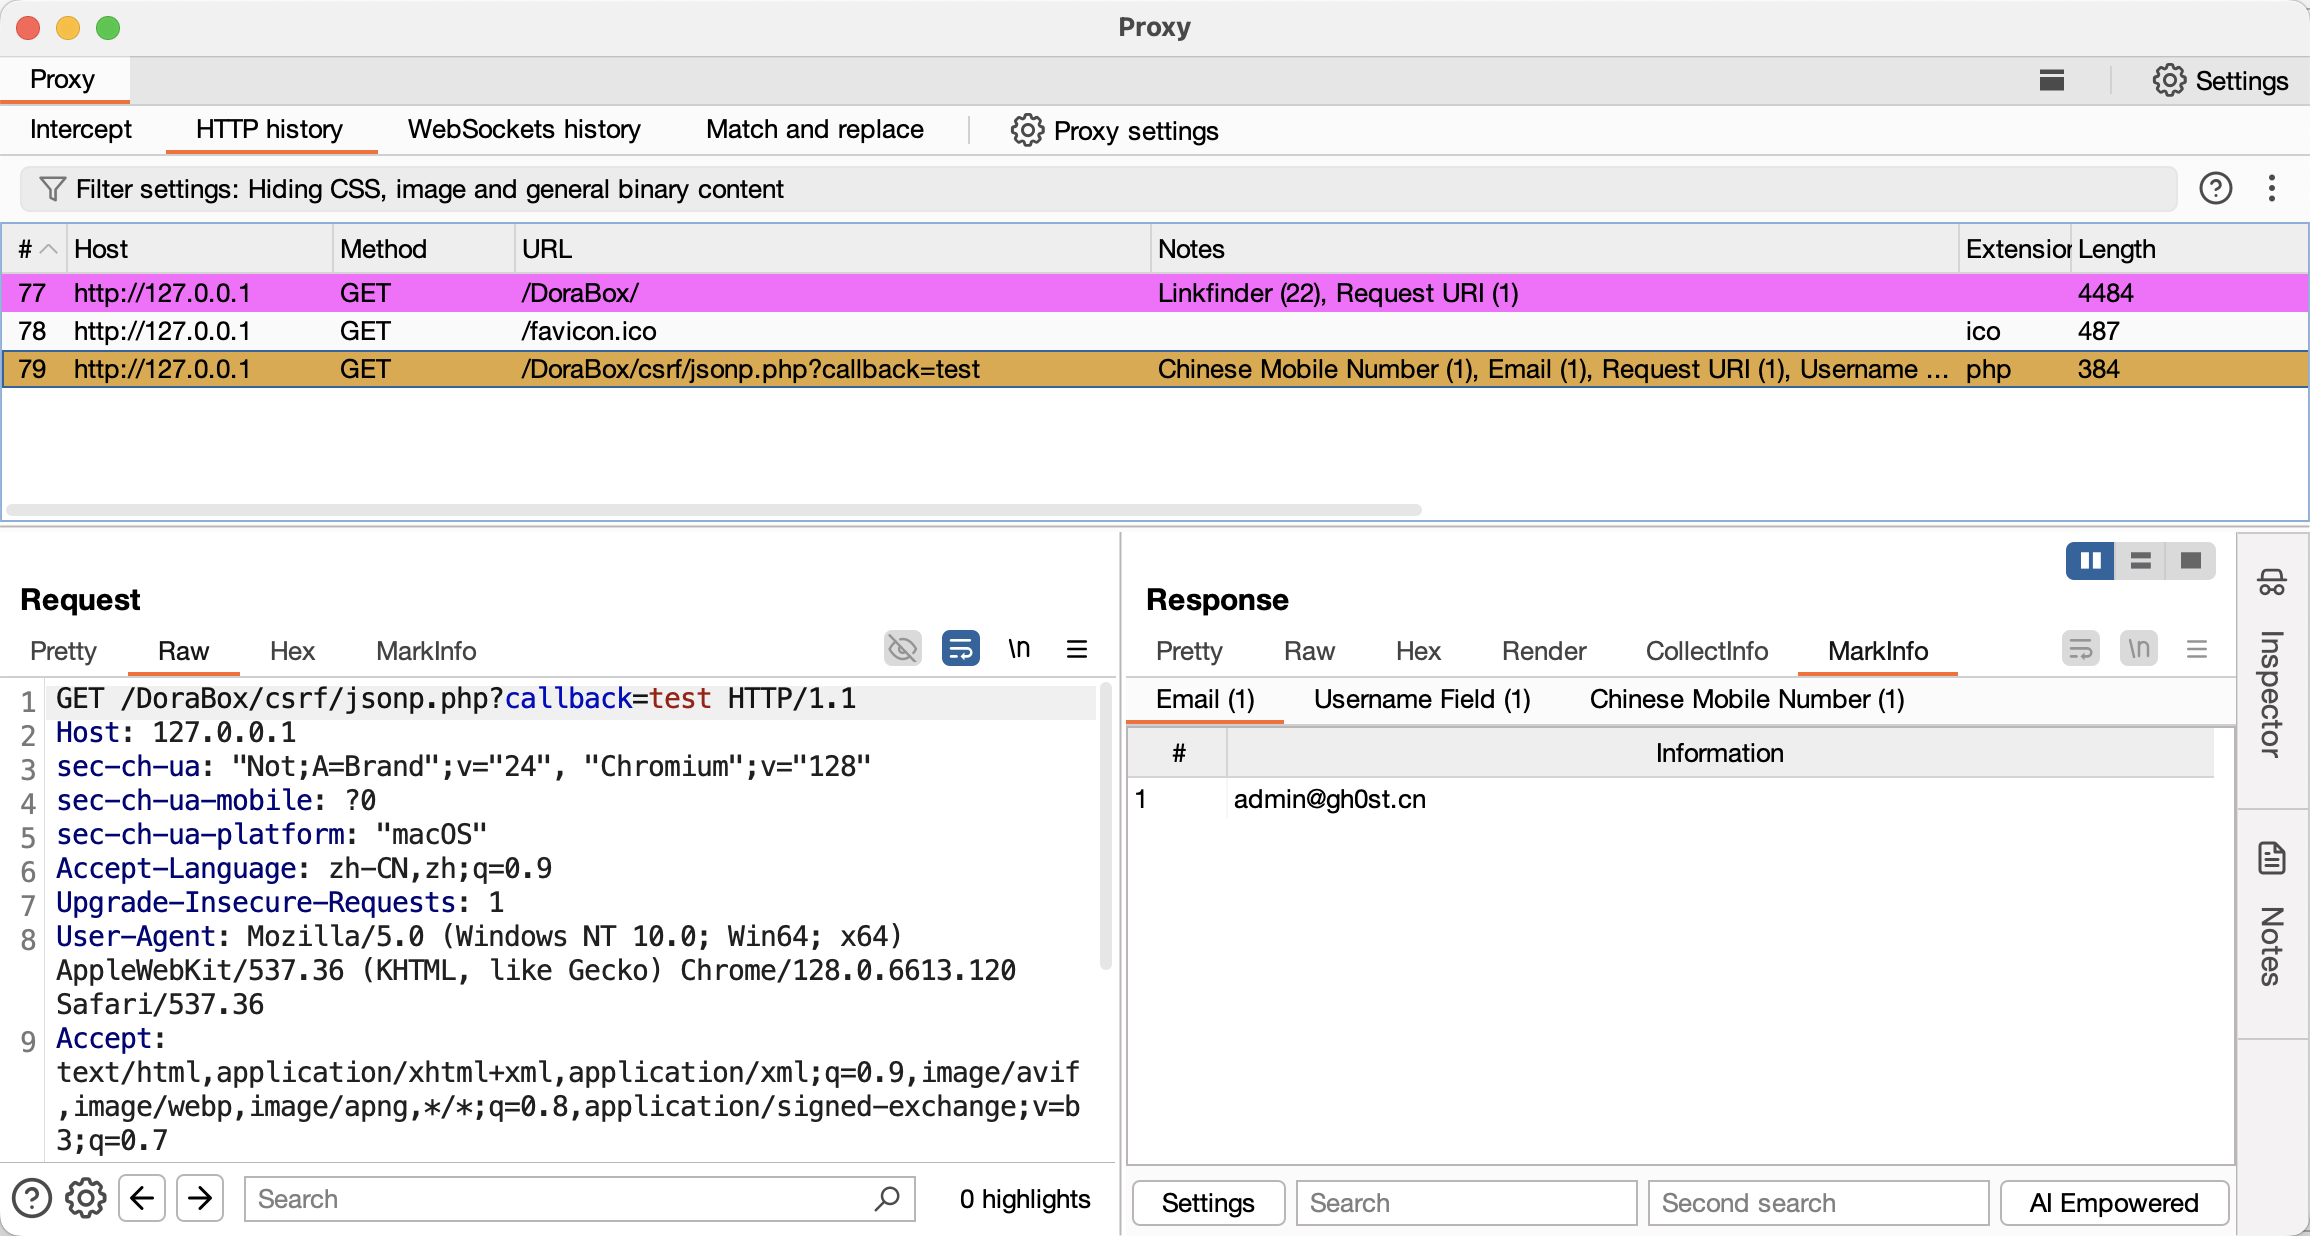 Proxy
Proxy Settings
Intercept HTTP history WebSockets history Match and replace Proxy settings
Filter settings: Hiding CSS, image and general binary content
# Host Method URL Notes Extension Length
77 http://127.0.0.1 GET /DoraBox/ Linkfinder (22), Request URI (1) 4484
78 http://127.0.0.1 GET /favicon.ico ico 487
79 http://127.0.0.1 GET /DoraBox/csrf/jsonp.php?callback=test Chinese Mobile Number (1), Email (1), Request URI (1), Username ... php 384
Request
Pretty Raw Hex MarkInfo \n
1 GET /DoraBox/csrf/jsonp.php?callback=test HTTP/1.1
2 Host: 127.0.0.1
3 sec-ch-ua: "Not;A=Brand";v="24", "Chromium";v="128"
4 sec-ch-ua-mobile: ?0
5 sec-ch-ua-platform: "macOS"
6 Accept-Language: zh-CN,zh;q=0.9
7 Upgrade-Insecure-Requests: 1
8 User-Agent: Mozilla/5.0 (Windows NT 10.0; Win64; x64)
AppleWebKit/537.36 (KHTML, like Gecko) Chrome/128.0.6613.120
Safari/537.36
9 Accept:
text/html,application/xhtml+xml,application/xml;q=0.9,image/avif
,image/webp,image/apng,*/*;q=0.8,application/signed-exchange;v=b
3;q=0.7
Search 0 highlights
Response
Pretty Raw Hex Render CollectInfo MarkInfo \n
Email (1) Username Field (1) Chinese Mobile Number (1)
# Information
1 admin@gh0st.cn
Settings Search Second search AI Empowered
Inspector
Notes